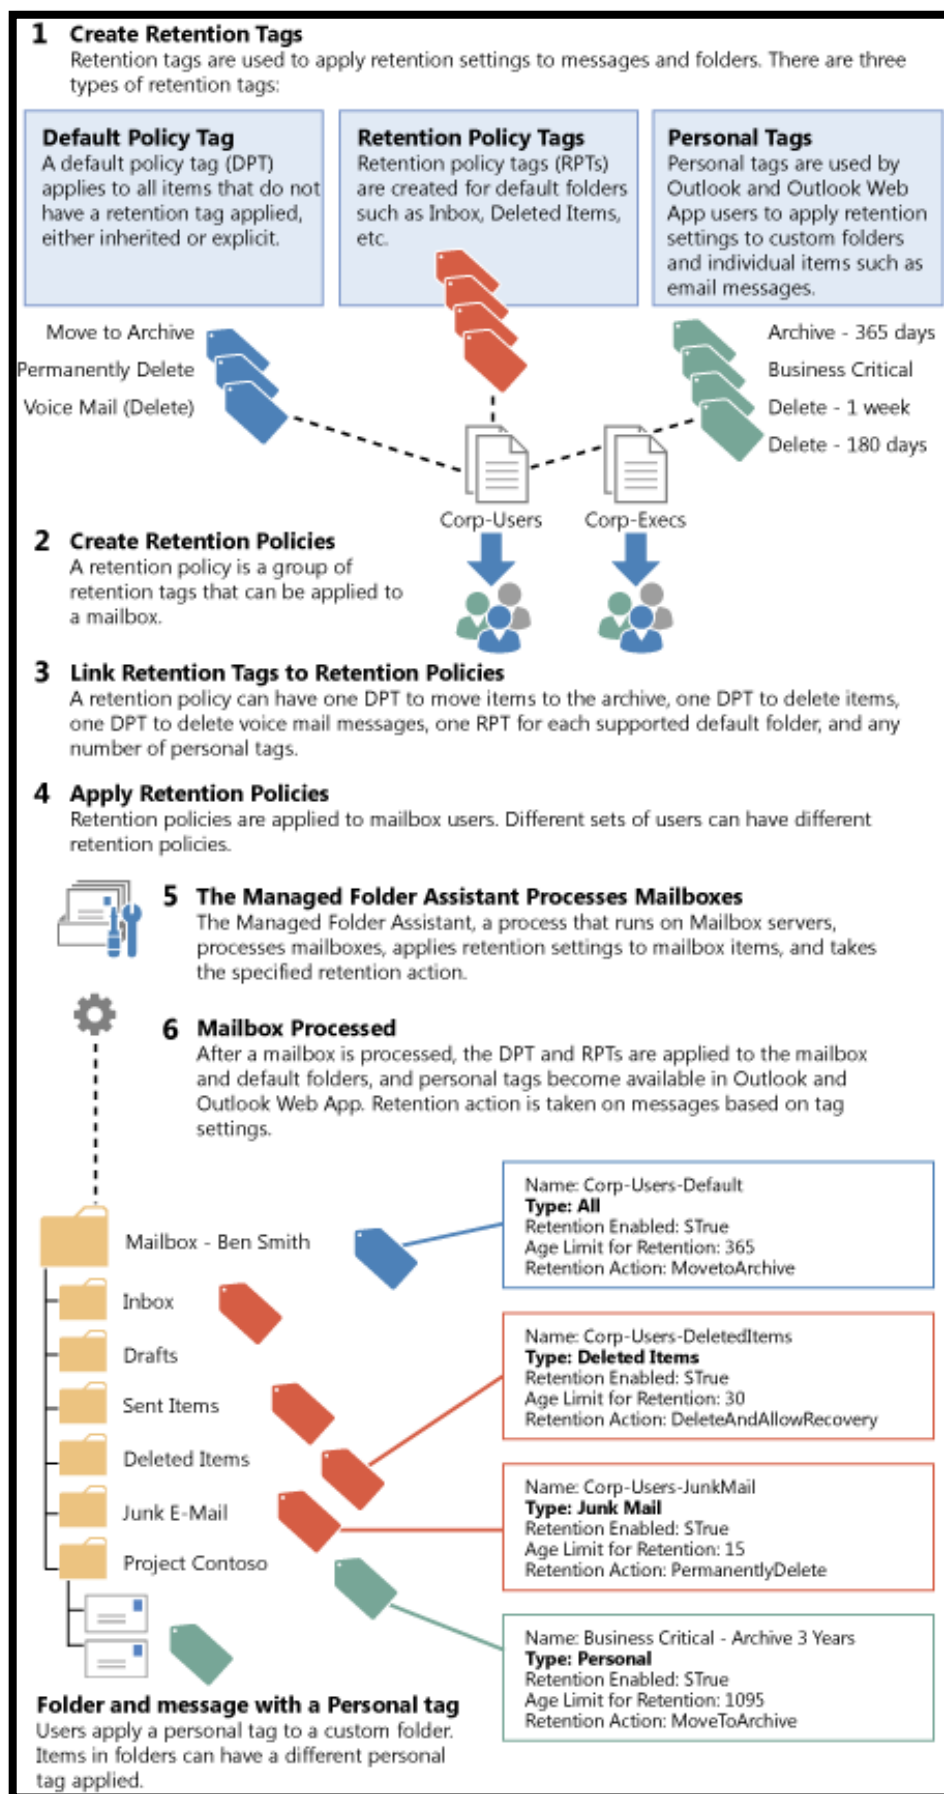 1 Create Retention Tags
Retention tags are used to apply retention settings to messages and folders. There are three
types of retention tags:
Default Policy Tag
A default policy tag (DPT)
applies to all items that do not
have a retention tag applied,
either inherited or explicit.
Retention Policy Tags
Retention policy tags (RPTs)
are created for default folders
such as Inbox, Deleted Items,
etc.
Personal Tags
Personal tags are used by
Outlook and Outlook Web
App users to apply retention
settings to custom folders
and individual items such as
email messages.
Move to Archive
Permanently Delete
Voice Mail (Delete)
Archive - 365 days
Business Critical
Delete - 1 week
Delete - 180 days
Corp-Users
Corp-Execs
2 Create Retention Policies
A retention policy is a group of
retention tags that can be applied to
a mailbox.
3 Link Retention Tags to Retention Policies
A retention policy can have one DPT to move items to the archive, one DPT to delete items,
one DPT to delete voice mail messages, one RPT for each supported default folder, and any
number of personal tags.
4 Apply Retention Policies
Retention policies are applied to mailbox users. Different sets of users can have different
retention policies.
5 The Managed Folder Assistant Processes Mailboxes
The Managed Folder Assistant, a process that runs on Mailbox servers,
processes mailboxes, applies retention settings to mailbox items, and takes
the specified retention action.
6 Mailbox Processed
After a mailbox is processed, the DPT and RPTs are applied to the mailbox
and default folders, and personal tags become available in Outlook and
Outlook Web App. Retention action is taken on messages based on tag
settings.
Mailbox - Ben Smith
Inbox
Drafts
Sent Items
Deleted Items
Junk E-Mail
Project Contoso
Name: Corp-Users-Default
Type: All
Retention Enabled: STrue
Age Limit for Retention: 365
Retention Action: MovetoArchive
Name: Corp-Users-DeletedItems
Type: Deleted Items
Retention Enabled: STrue
Age Limit for Retention: 30
Retention Action: DeleteAndAllowRecovery
Name: Corp-Users-JunkMail
Type: Junk Mail
Retention Enabled: STrue
Age Limit for Retention: 15
Retention Action: PermanentlyDelete
Name: Business Critical - Archive 3 Years
Type: Personal
Retention Enabled: STrue
Age Limit for Retention: 1095
Retention Action: MoveToArchive
Folder and message with a Personal tag
Users apply a personal tag to a custom folder.
Items in folders can have a different personal
tag applied.